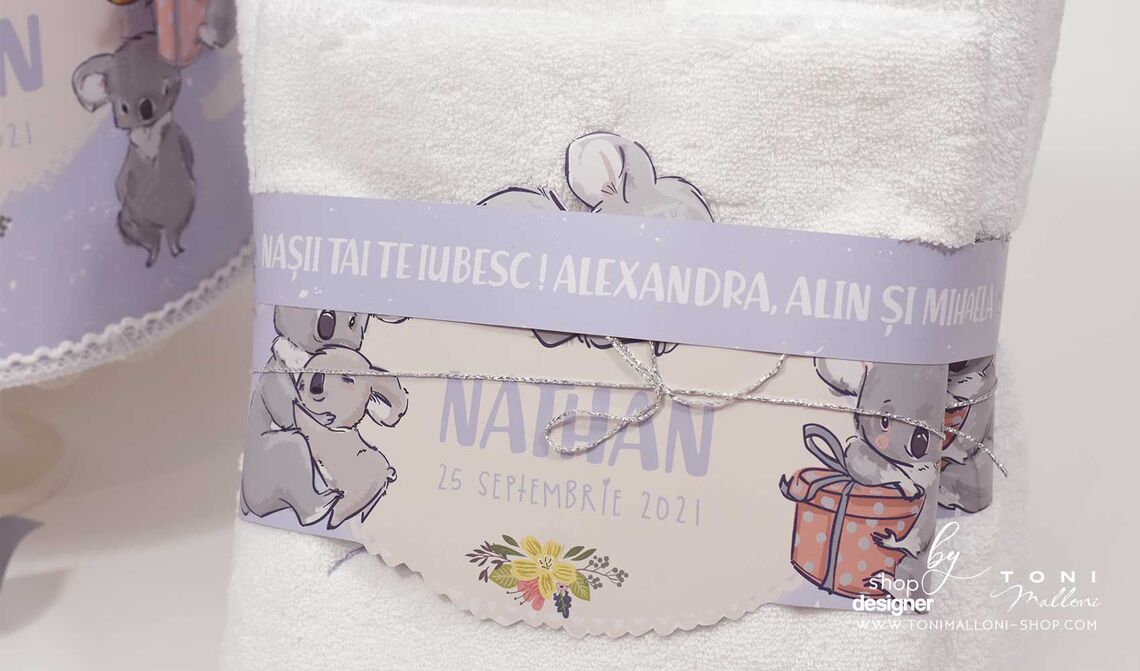 N
2021
NAȘII TAI TE IUBESC! ALEXANDRA, ALIN ȘI MIHAELA
NATHAN
25 SEPTEMBRIE 2021
by
shop
designer
TONI
Malloni
WWW.TONIMALLONI-SHOP.COM